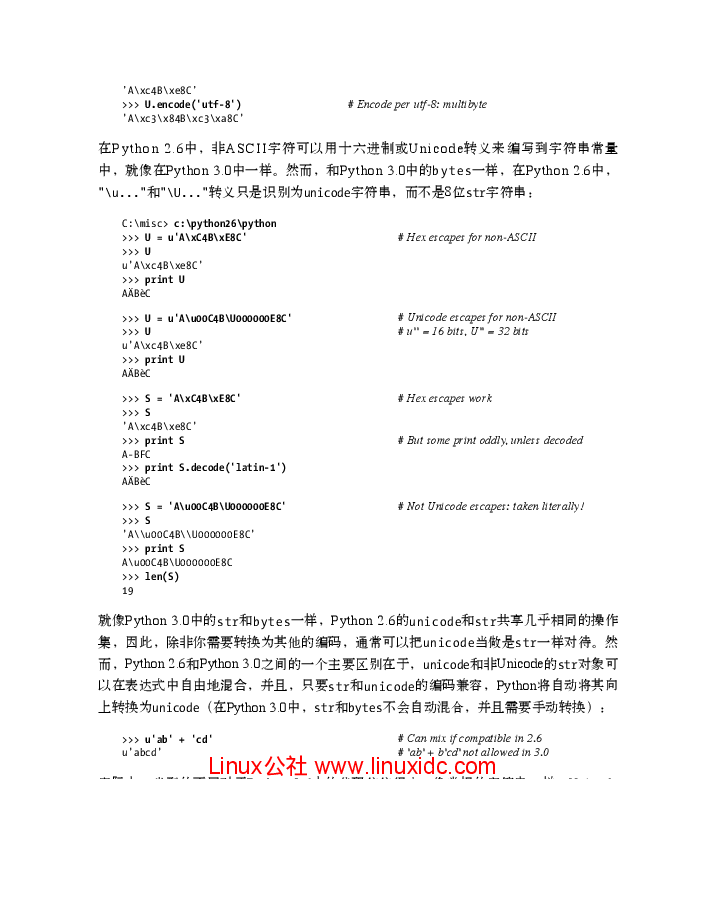 'A\xc4B\xe8C'
>>> U.encode('utf-8') # Encode per utf-8: multibyte
'A\xc3\x84B\xc3\xa8C'
在Python 2.6中，非ASCII字符可以用十六进制或Unicode转义来编写到字符串常量
中，就像在Python 3.0中一样。然而，和Python 3.0中的bytes一样，在Python 2.6中，
"\u..."和"\U..."转义只是识别为unicode字符串，而不是8位str字符串：
C:\misc> c:\python26\python
>>> U = u'A\xC4B\xE8C' # Hex escapes for non-ASCII
>>> U
u'A\xc4B\xe8C'
>>> print U
AÄBèC
>>> U = u'A\u00C4B\U000000E8C' # Unicode escapes for non-ASCII
>>> U # u'' = 16 bits, U'' = 32 bits
u'A\xc4B\xe8C'
>>> print U
AÄBèC
>>> S = 'A\xC4B\xE8C' # Hex escapes work
>>> S
'A\xc4B\xe8C'
>>> print S # But some print oddly, unless decoded
A-BFC
>>> print S.decode('latin-1')
AÄBèC
>>> S = 'A\u00C4B\U000000E8C' # Not Unicode escapes: taken literally!
>>> S
'A\\u00C4B\\U000000E8C'
>>> print S
A\u00C4B\U000000E8C
>>> len(S)
19
就像Python 3.0中的str和bytes一样，Python 2.6的unicode和str共享几乎相同的操作
集，因此，除非你需要转换为其他的编码，通常可以把unicode当做是str一样对待。然
而，Python 2.6和Python 3.0之间的一个主要区别在于，unicode和非Unicode的str对象可
以在表达式中自由地混合，并且，只要str和unicode的编码兼容，Python将自动将其向
上转换为unicode（在Python 3.0中，str和bytes不会自动混合，并且需要手动转换）：
>>> u'ab' + 'cd' # Can mix if compatible in 2.6
u'abcd' # 'ab' + b'cd' not allowed in 3.0
Linux公社 www.linuxidc.com